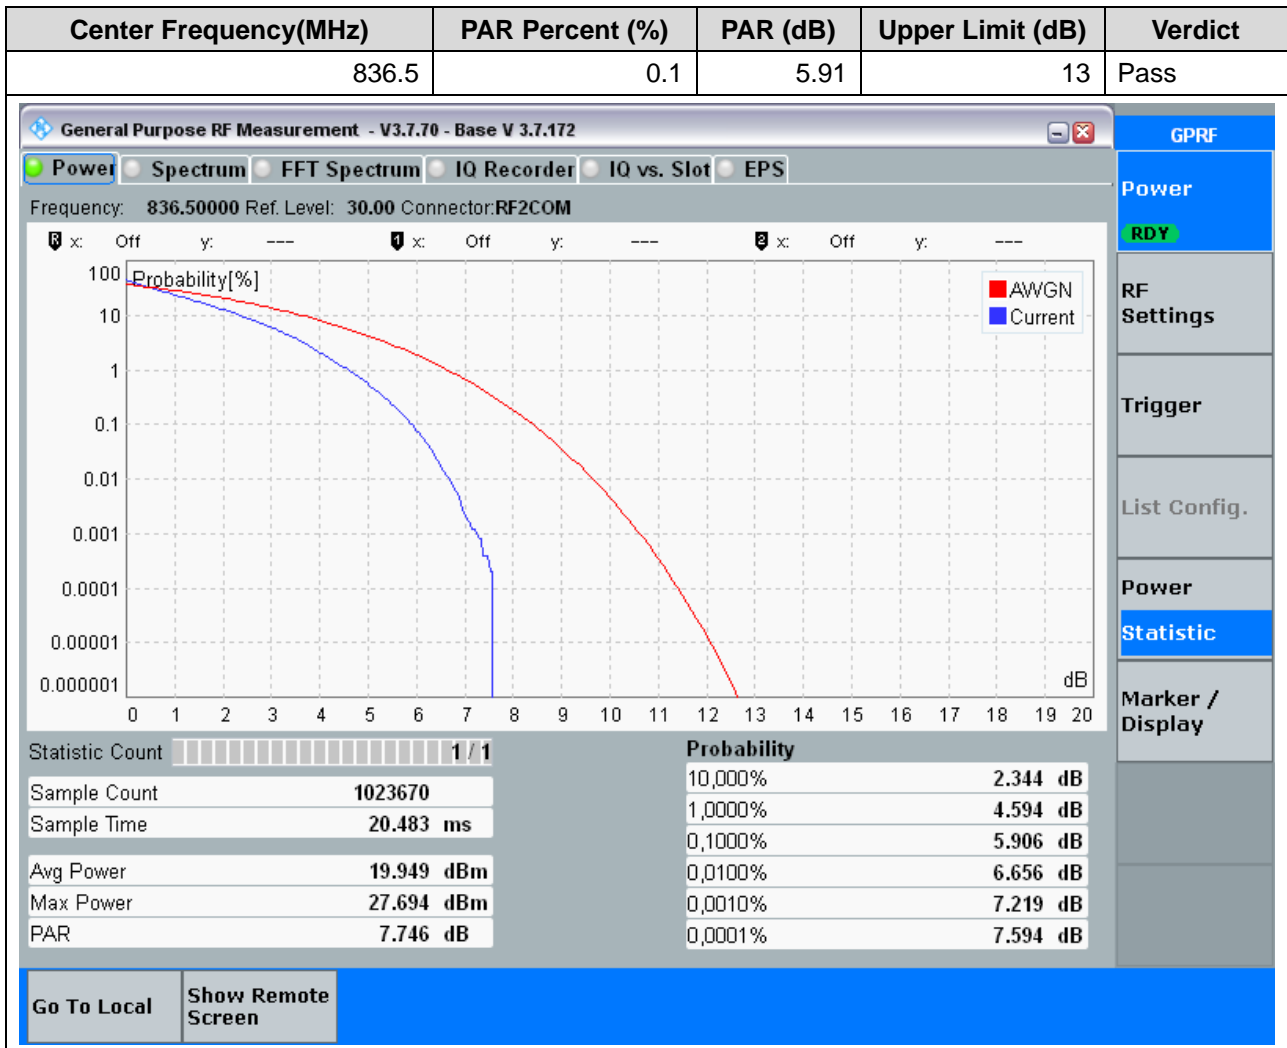 Center Frequency(MHz) PAR Percent (%) PAR (dB) Upper Limit (dB) Verdict
836.5 0.1 5.91 13 Pass
General Purpose RF Measurement - V3.7.70 - Base V 3.7.172
GPRF
Power Spectrum FFT Spectrum IQ Recorder IQ vs. Slot EPS
Frequency: 836.50000 Ref. Level: 30.00 Connector:RF2COM
R x: Off y: --- 1 x: Off y: --- 2 x: Off y: ---
Probability[%]
AWGN
Current
100
10
1
0.1
0.01
0.001
0.0001
0.00001
0.000001
dB
0 1 2 3 4 5 6 7 8 9 10 11 12 13 14 15 16 17 18 19 20
Statistic Count 1 / 1
Sample Count 1023670
Sample Time 20.483 ms
Avg Power 19.949 dBm
Max Power 27.694 dBm
PAR 7.746 dB
Probability
10,000% 2.344 dB
1,0000% 4.594 dB
0,1000% 5.906 dB
0,0100% 6.656 dB
0,0010% 7.219 dB
0,0001% 7.594 dB
Power
RDY
RF
Settings
Trigger
List Config.
Power
Statistic
Marker /
Display
Go To Local
Show Remote
Screen